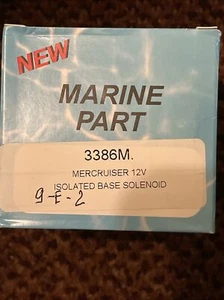 NEW
MARINE
PART
3386M.
MERCRUISER 12V
ISOLATED BASE SOLENOID
9-E-2